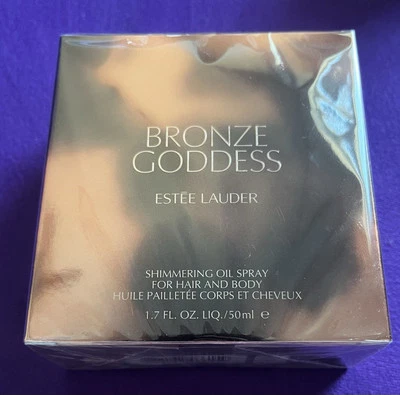 BRONZE
GODDESS
ESTÉE LAUDER
SHIMMERING OIL SPRAY
FOR HAIR AND BODY
HUILE PAILLETÉE CORPS ET CHEVEUX
1.7 FL. OZ. LIQ./50ml ℮